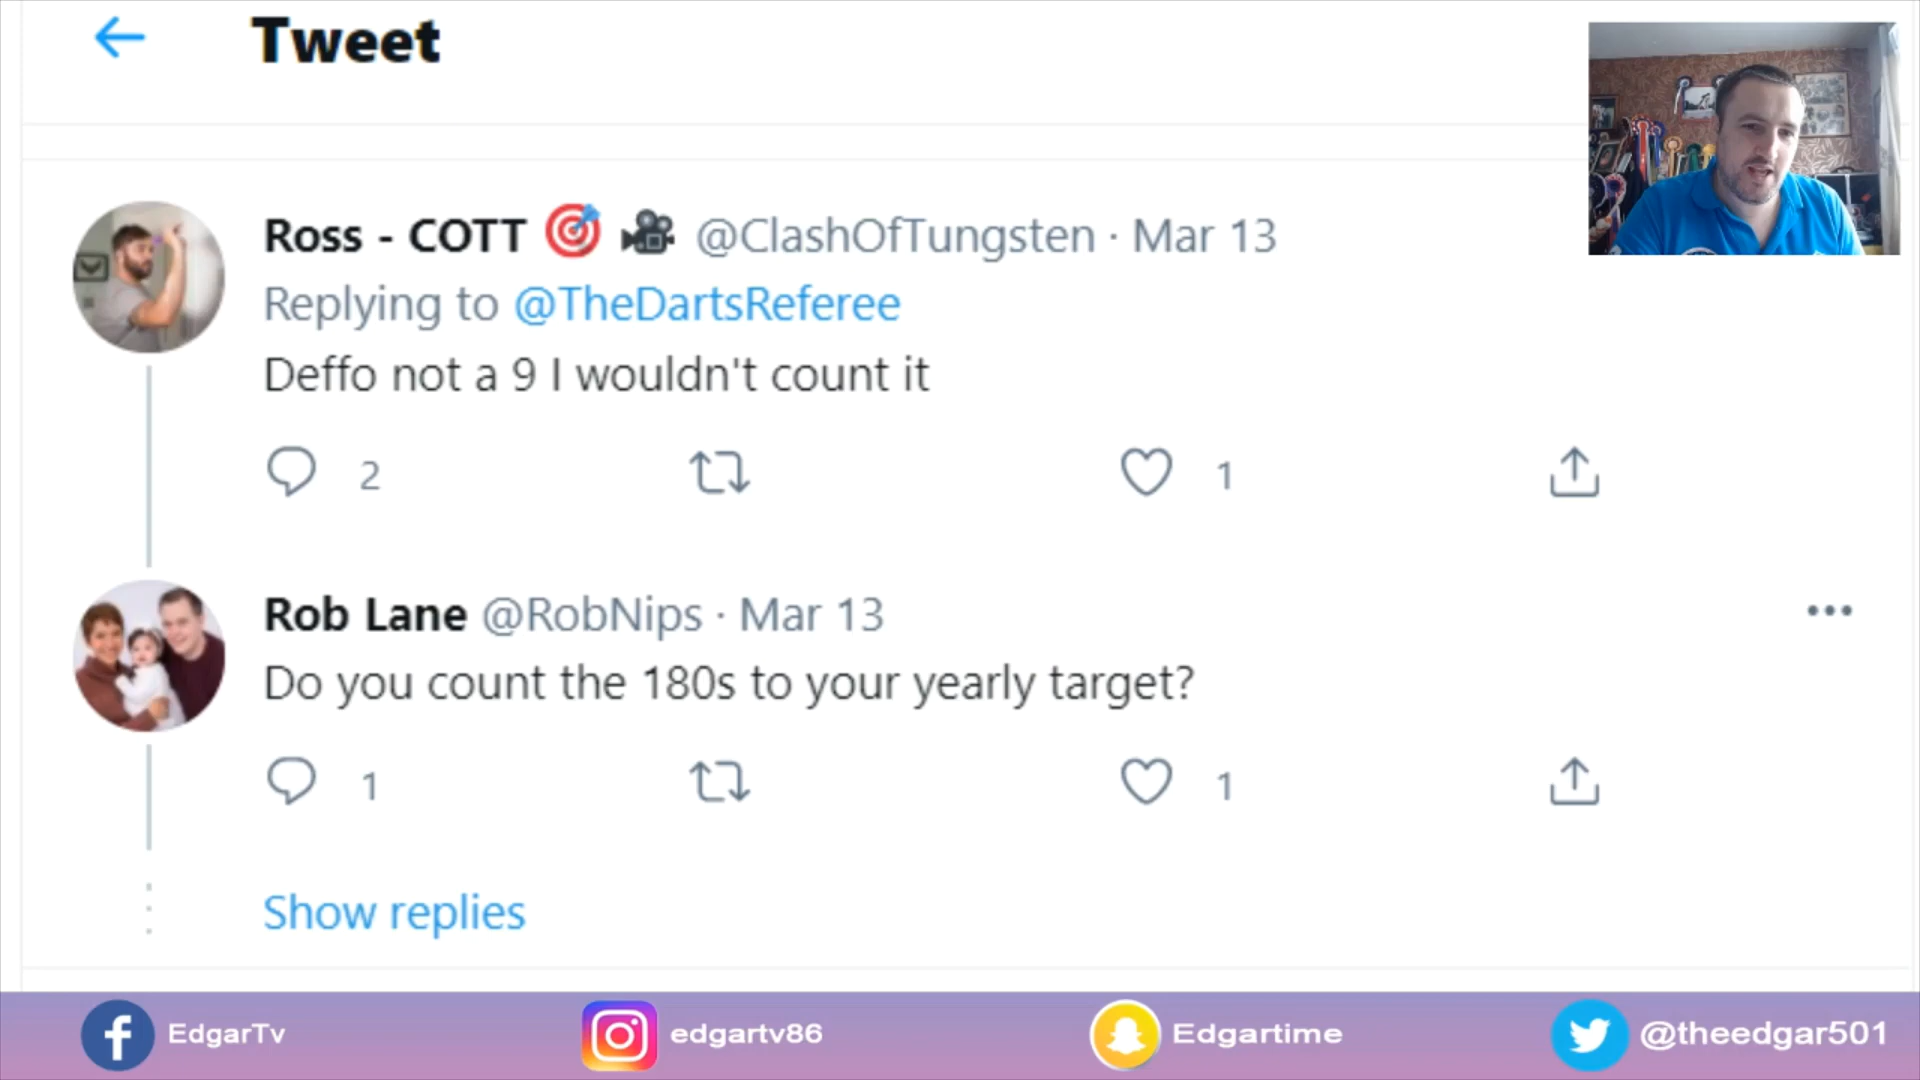 Tweet
Ross - COTT @ClashOfTungsten · Mar 13
Replying to @TheDartsReferee
Deffo not a 9 I wouldn't count it
2 1
Rob Lane @RobNips · Mar 13
Do you count the 180s to your yearly target?
1 1
Show replies
EdgarTv edgartv86 Edgartime @theedgar501